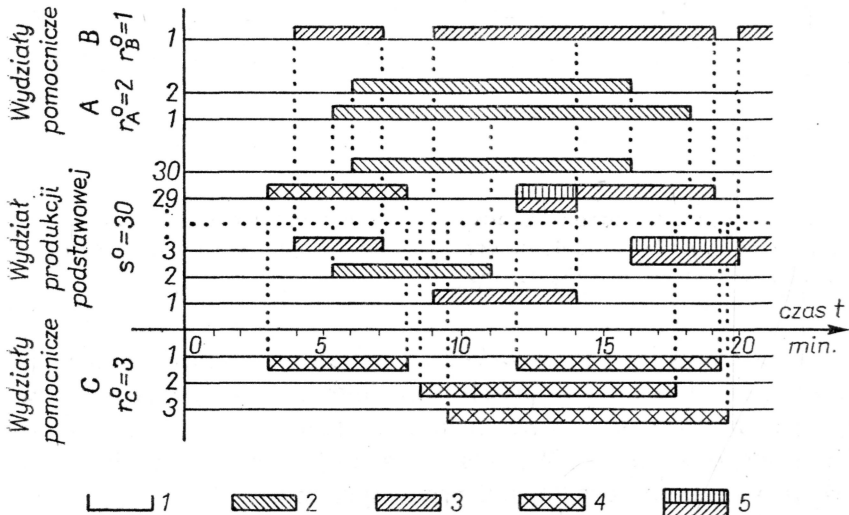 Wydziały pomocnicze
B
r_B^o=1
1
A
r_A^o=2
2
1
Wydział produkcji podstawowej
s^o=30
30
29
3
2
1
czas t
min.
0 5 10 15 20
Wydziały pomocnicze
C
r_C^o=3
1
2
3
1 2 3 4 5